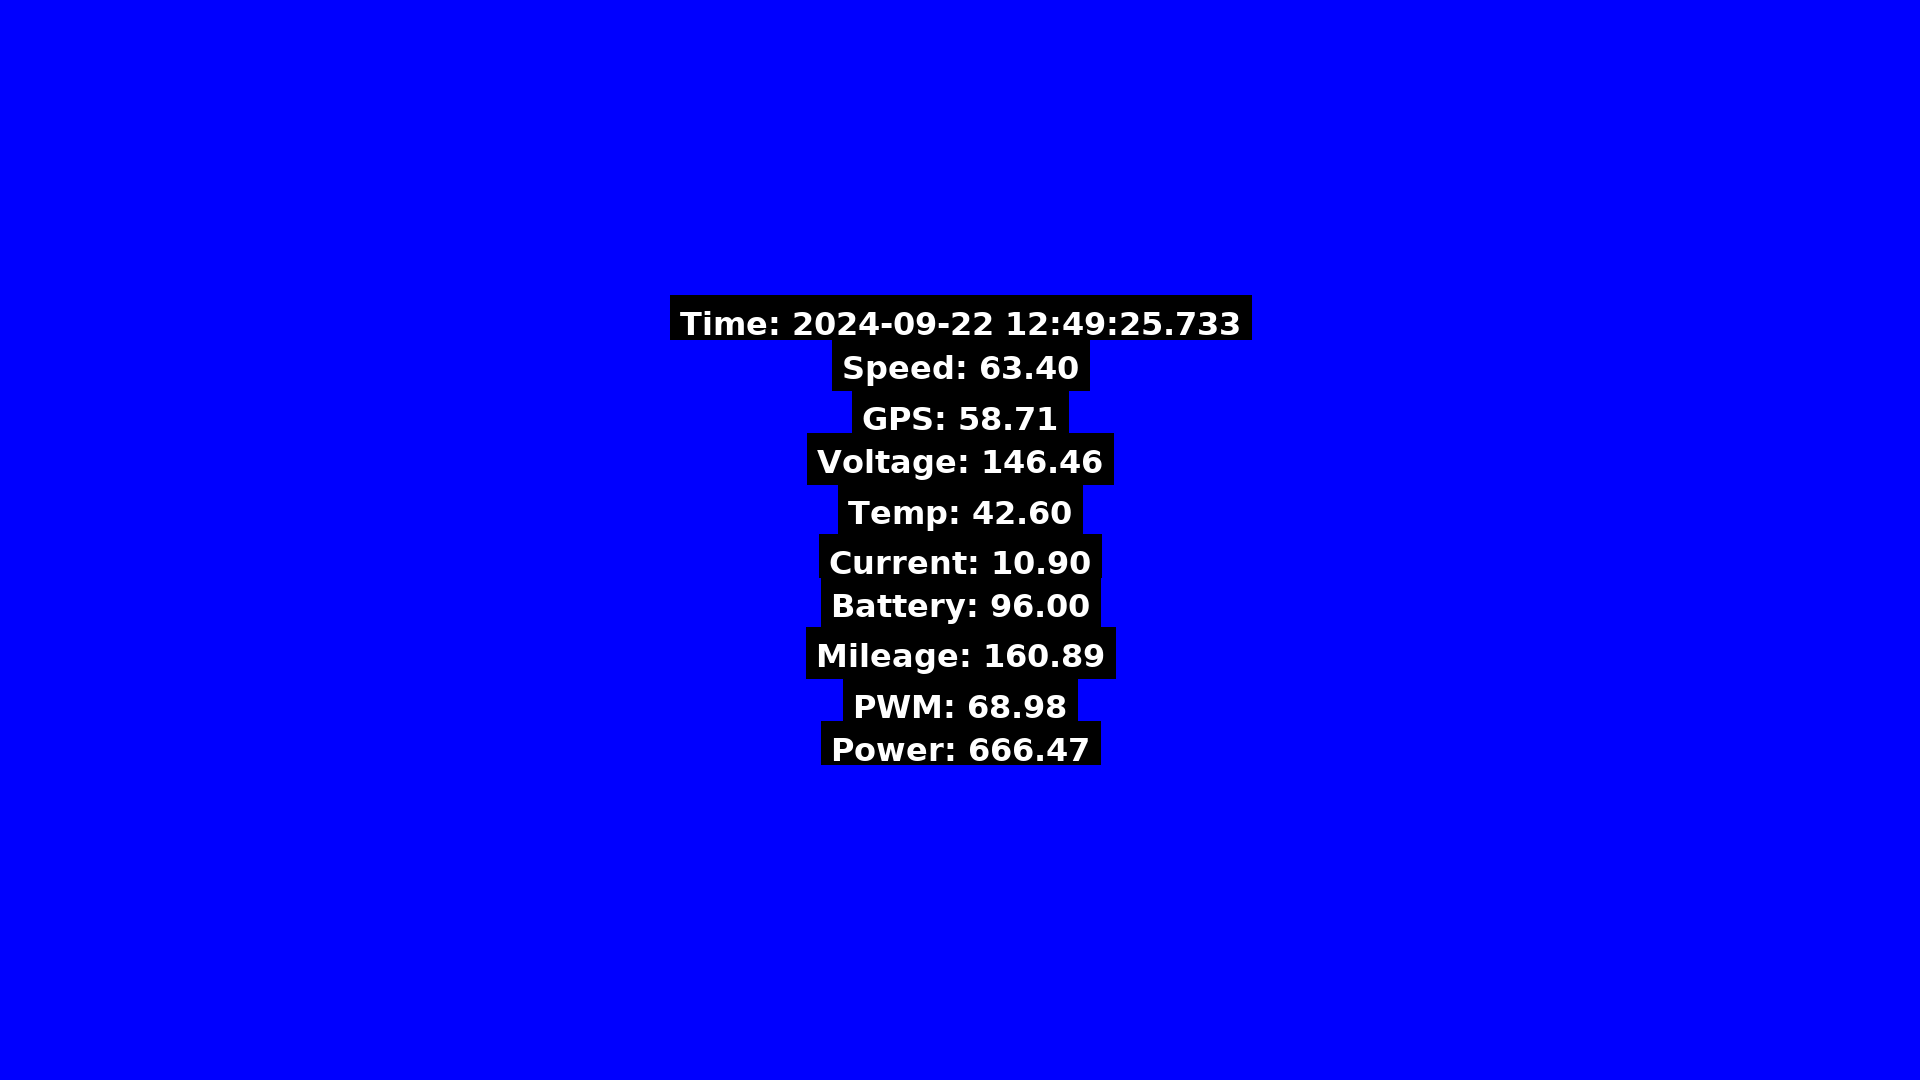 Time: 2024-09-22 12:49:25.733
Speed: 63.40
GPS: 58.71
Voltage: 146.46
Temp: 42.60
Current: 10.90
Battery: 96.00
Mileage: 160.89
PWM: 68.98
Power: 666.47